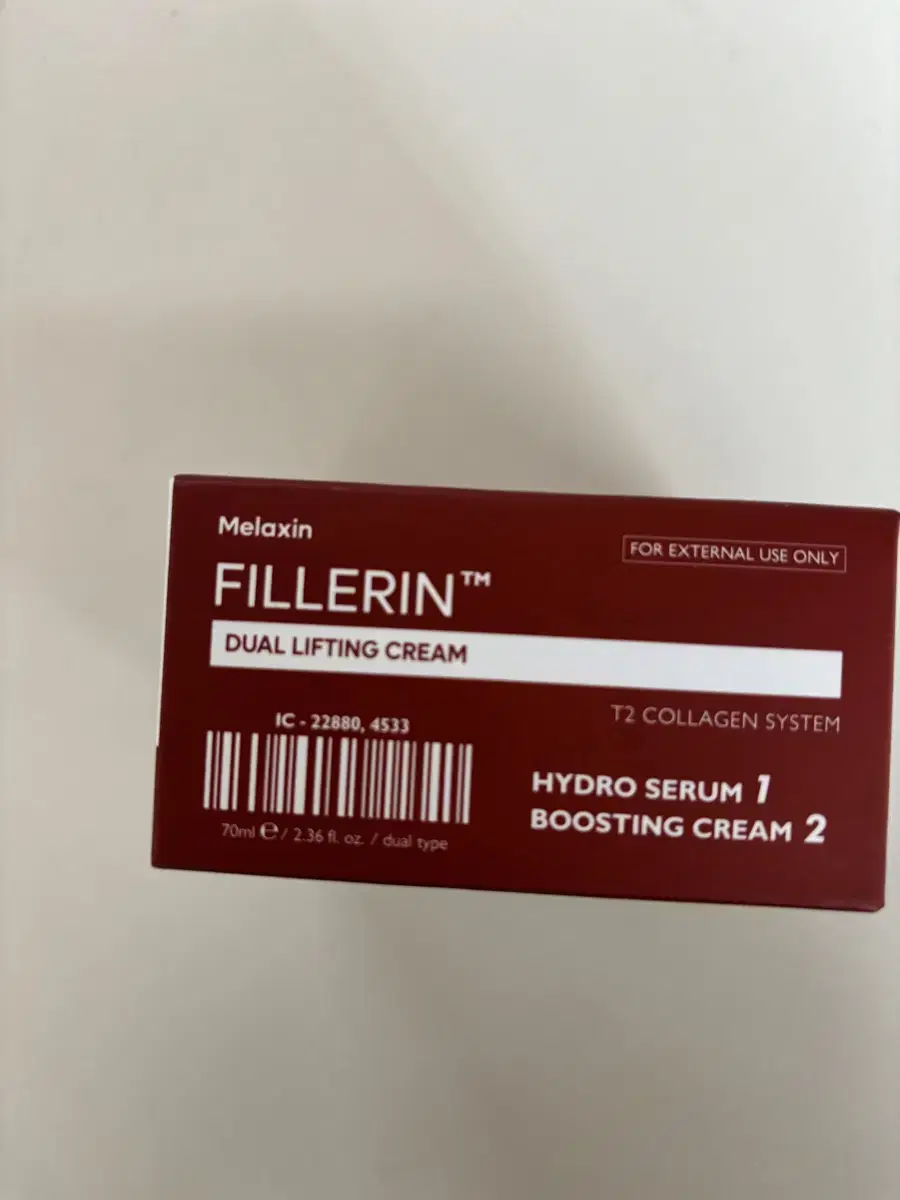 Melaxin
FOR EXTERNAL USE ONLY
FILLERIN™
DUAL LIFTING CREAM
T2 COLLAGEN SYSTEM
IC - 22880, 4533
HYDRO SERUM 1
BOOSTING CREAM 2
70ml ℮ / 2.36 fl. oz. / dual type